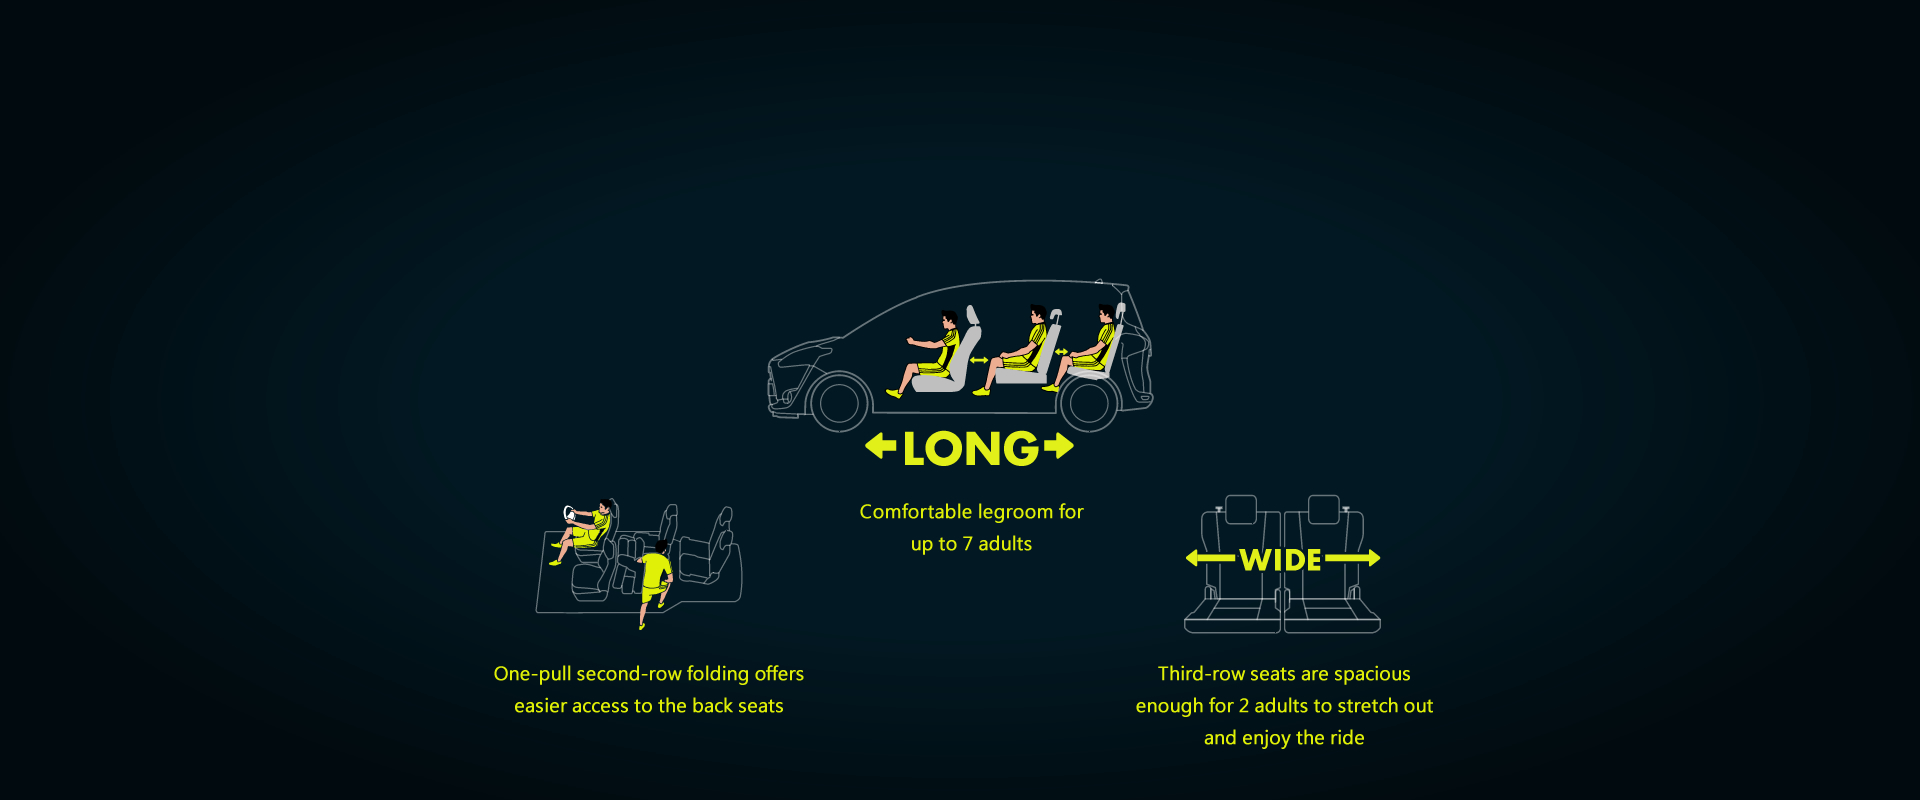 LONG
Comfortable legroom for
up to 7 adults
One-pull second-row folding offers
easier access to the back seats
WIDE
Third-row seats are spacious
enough for 2 adults to stretch out
and enjoy the ride